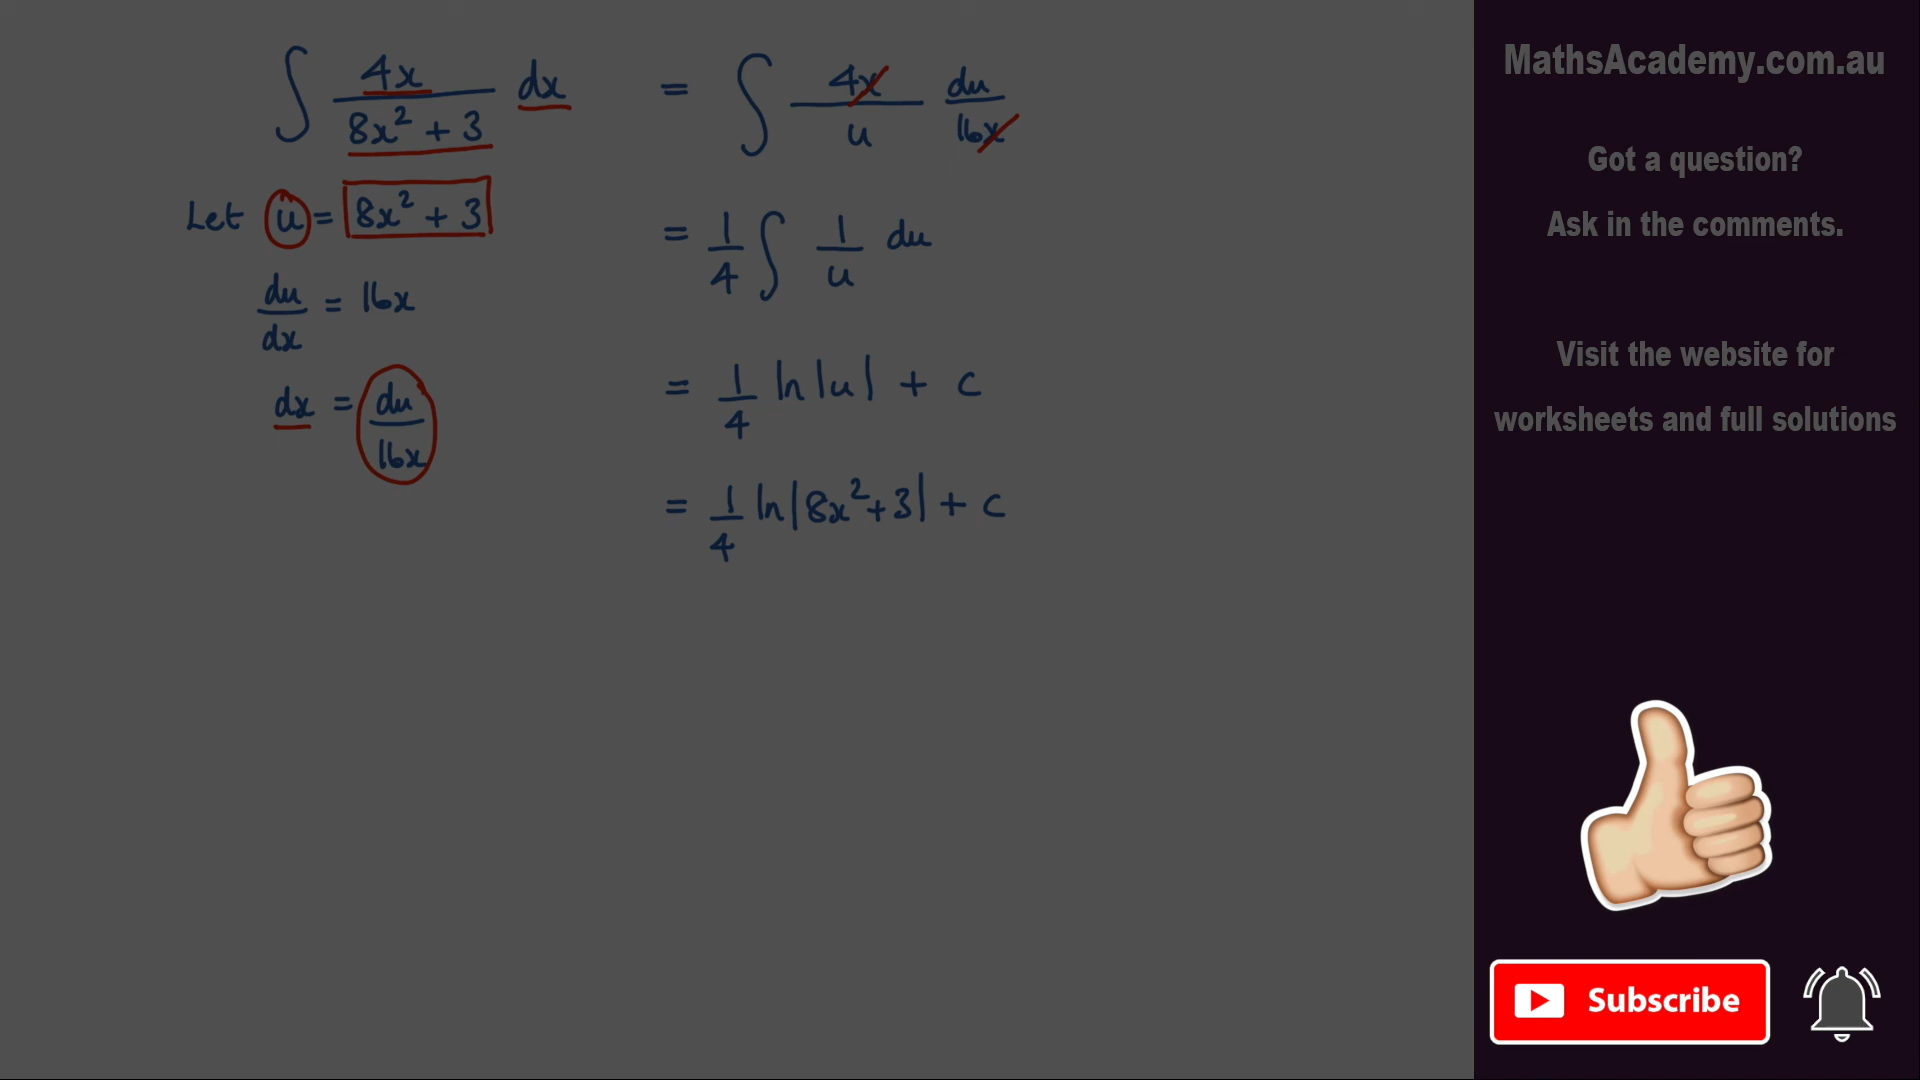 ∫ 4x/(8x² + 3) dx = ∫ 4x/u du/16x
Let u = 8x² + 3
= 1/4 ∫ 1/u du
du/dx = 16x
= 1/4 ln|u| + c
dx = du/16x
= 1/4 ln|8x²+3| + c
MathsAcademy.com.au
Got a question?
Ask in the comments.
Visit the website for
worksheets and full solutions
Subscribe